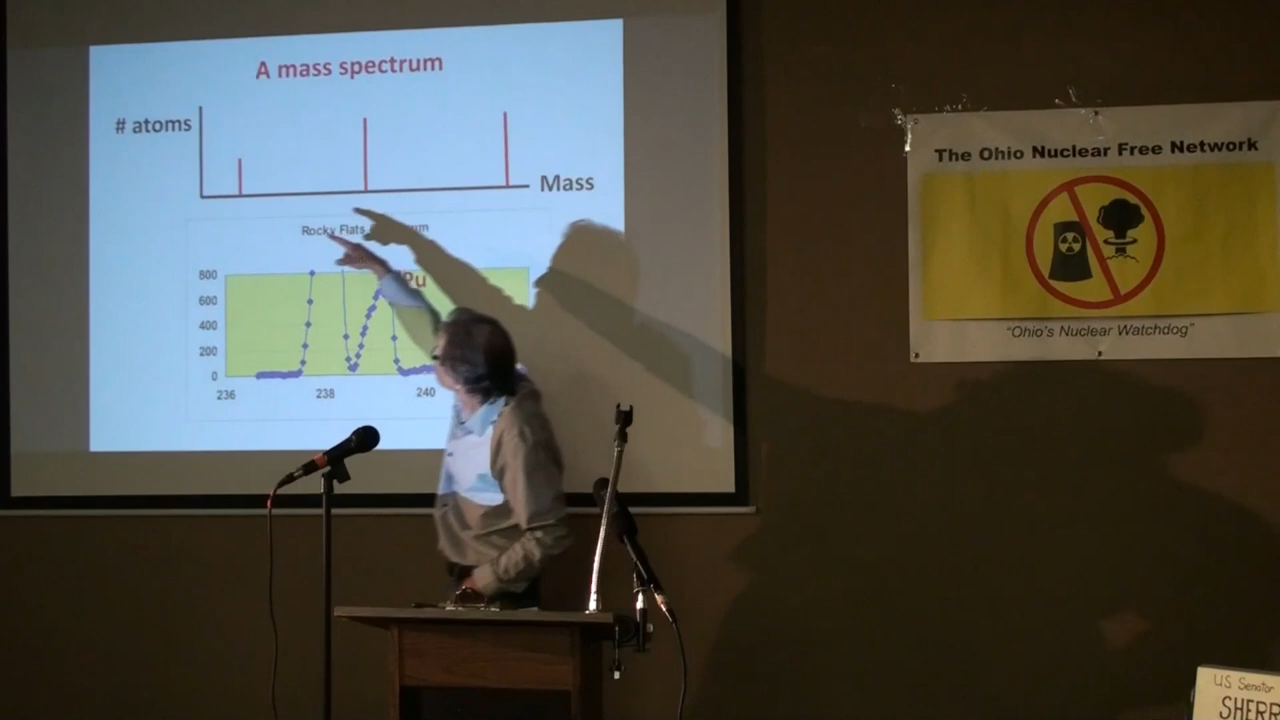 A mass spectrum
# atoms
Mass
Rocky Flats
Pu
800
600
400
200
0
236
238
240
The Ohio Nuclear Free Network
“Ohio’s Nuclear Watchdog”
US Senator